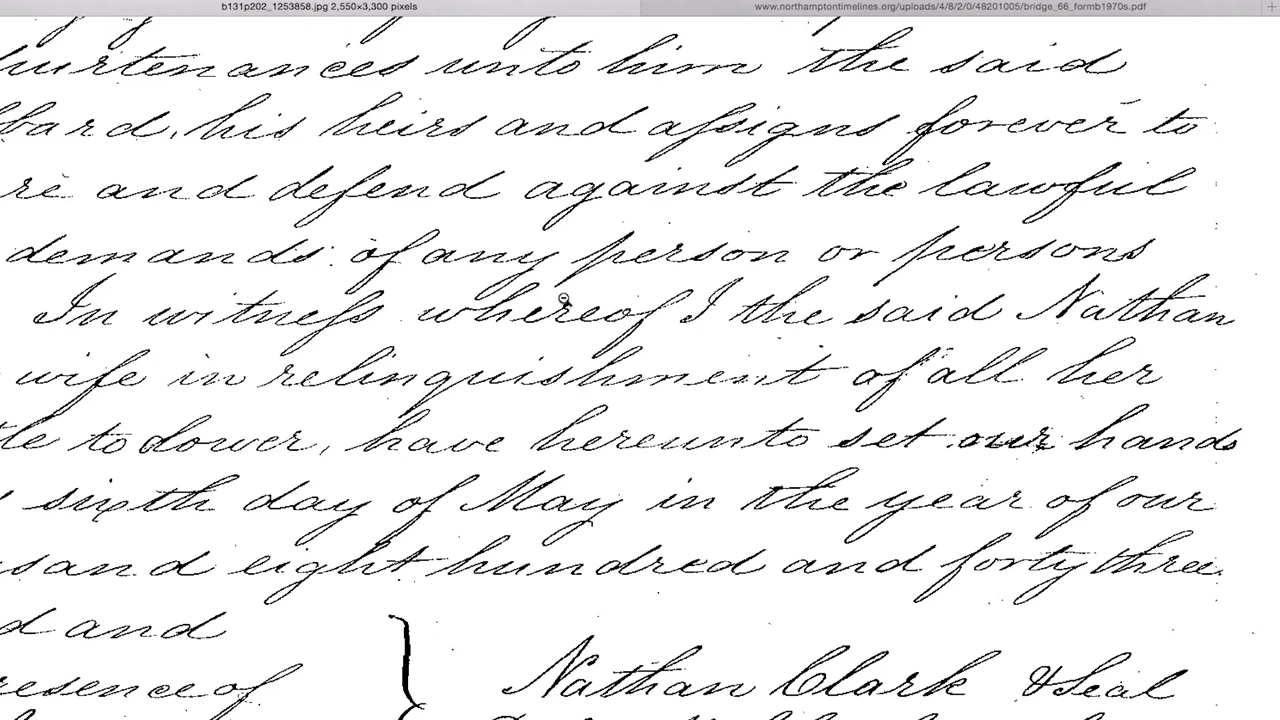 b131p202_1253858.jpg 2,550×3,300 pixels
www.northamptontimelines.org/uploads/4/8/2/0/48201005/bridge_66_formb1970s.pdf
urtenances unto him the said
bard, his heirs and assigns forever to
re and defend against the lawful
demands of any person or persons
In witness whereof I the said Nathan
wife in relinquishment of all her
tle to dower, have hereunto set our hands
sixth day of May in the year of our
sand eight hundred and forty three.
d and
resence of
Nathan Clark & Seal